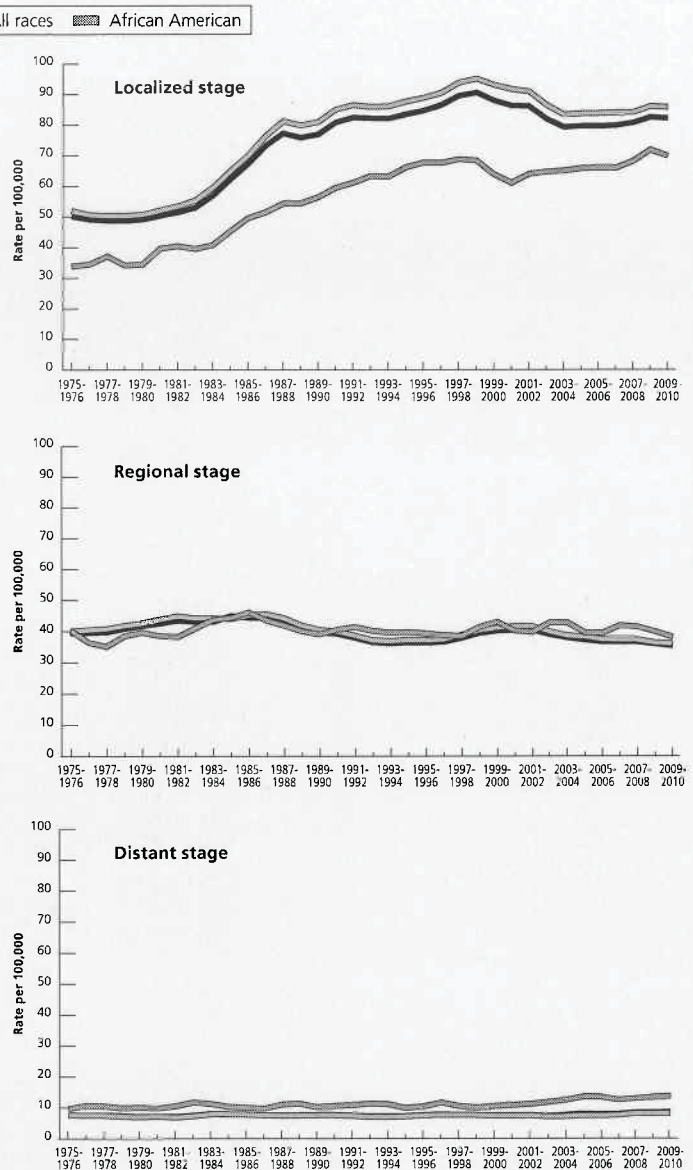 ll races African American
Localized stage
Rate per 100,000
100
90
80
70
60
50
40
30
20
10
0
1975- 1977- 1979- 1981- 1983- 1985- 1987- 1989- 1991- 1993- 1995- 1997- 1999- 2001- 2003- 2005- 2007- 2009-
1976 1978 1980 1982 1984 1986 1988 1990 1992 1994 1996 1998 2000 2002 2004 2006 2008 2010
Regional stage
Rate per 100,000
100
90
80
70
60
50
40
30
20
10
0
1975- 1977- 1979- 1981- 1983- 1985- 1987- 1989- 1991- 1993- 1995- 1997- 1999- 2001- 2003- 2005- 2007- 2009-
1976 1978 1980 1982 1984 1986 1988 1990 1992 1994 1996 1998 2000 2002 2004 2006 2008 2010
Distant stage
Rate per 100,000
100
90
80
70
60
50
40
30
20
10
0
1975- 1977- 1979- 1981- 1983- 1985- 1987- 1989- 1991- 1993- 1995- 1997- 1999- 2001- 2003- 2005- 2007- 2009-
1976 1978 1980 1982 1984 1986 1988 1990 1992 1994 1996 1998 2000 2002 2004 2006 2008 2010